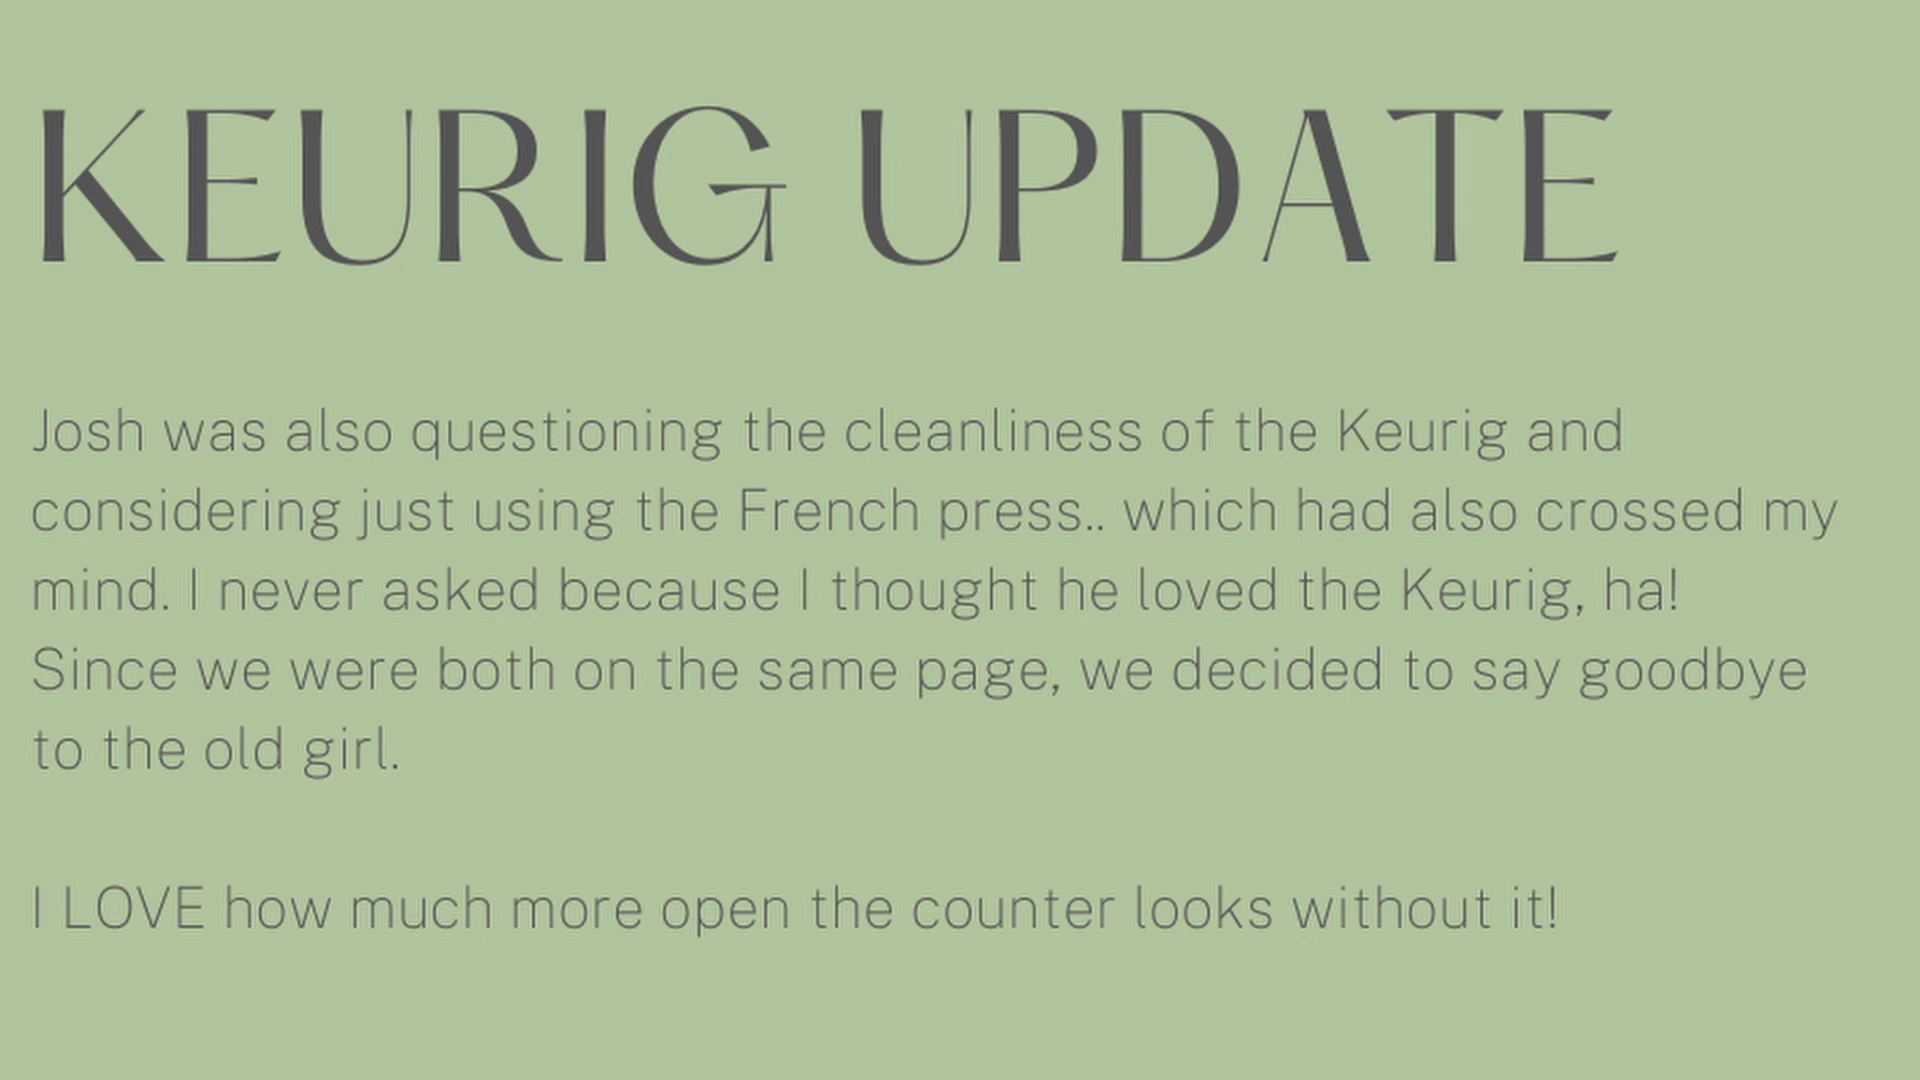 KEURIG UPDATE
Josh was also questioning the cleanliness of the Keurig and
considering just using the French press.. which had also crossed my
mind. I never asked because I thought he loved the Keurig, ha!
Since we were both on the same page, we decided to say goodbye
to the old girl.
I LOVE how much more open the counter looks without it!